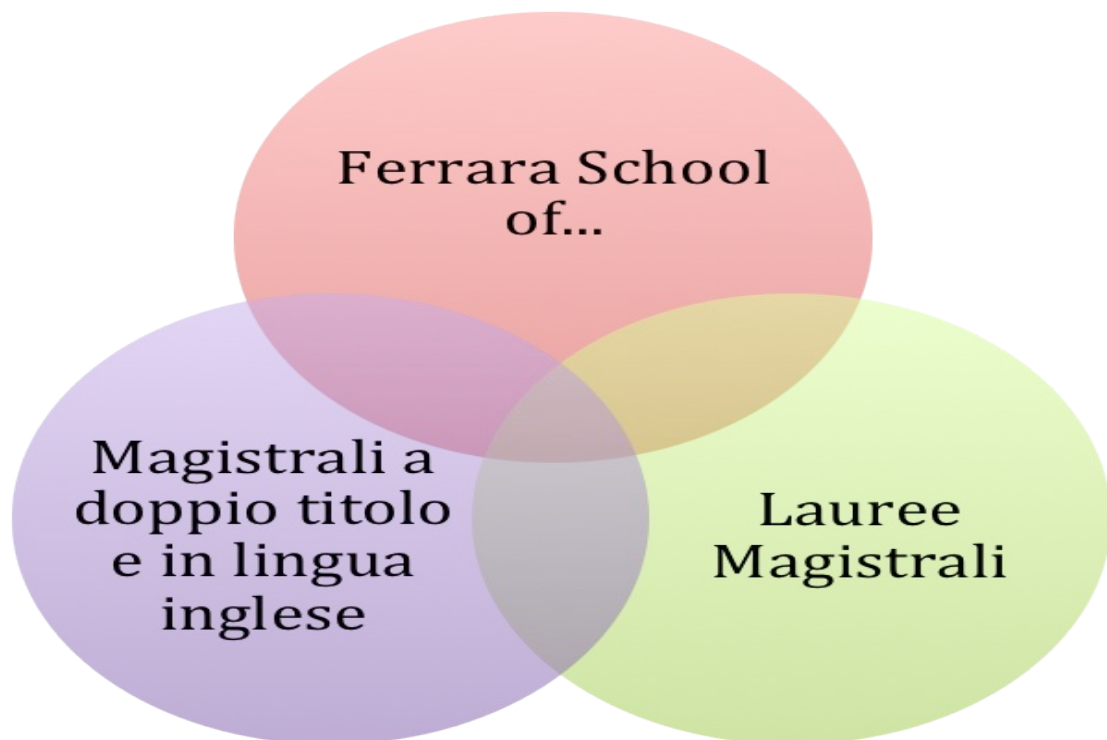 Ferrara School
of...
Magistrali a
doppio titolo
e in lingua
inglese
Lauree
Magistrali